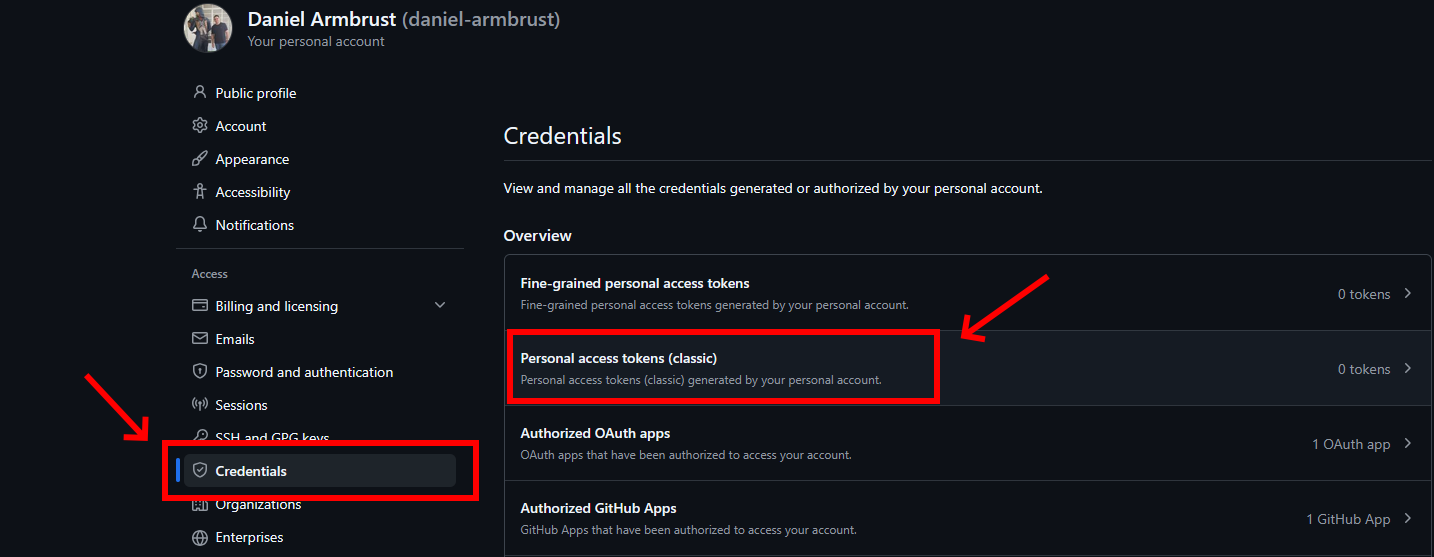 Daniel Armbrust (daniel-armbrust)
Your personal account
Public profile
Account
Appearance
Accessibility
Notifications
Access
Billing and licensing
Emails
Password and authentication
Sessions
SSH and GPG keys
Credentials
Organizations
Enterprises
Credentials
View and manage all the credentials generated or authorized by your personal account.
Overview
Fine-grained personal access tokens
Fine-grained personal access tokens generated by your personal account.
0 tokens
Personal access tokens (classic)
Personal access tokens (classic) generated by your personal account.
0 tokens
Authorized OAuth apps
OAuth apps that have been authorized to access your account.
1 OAuth app
Authorized GitHub Apps
GitHub Apps that have been authorized to access your account.
1 GitHub App